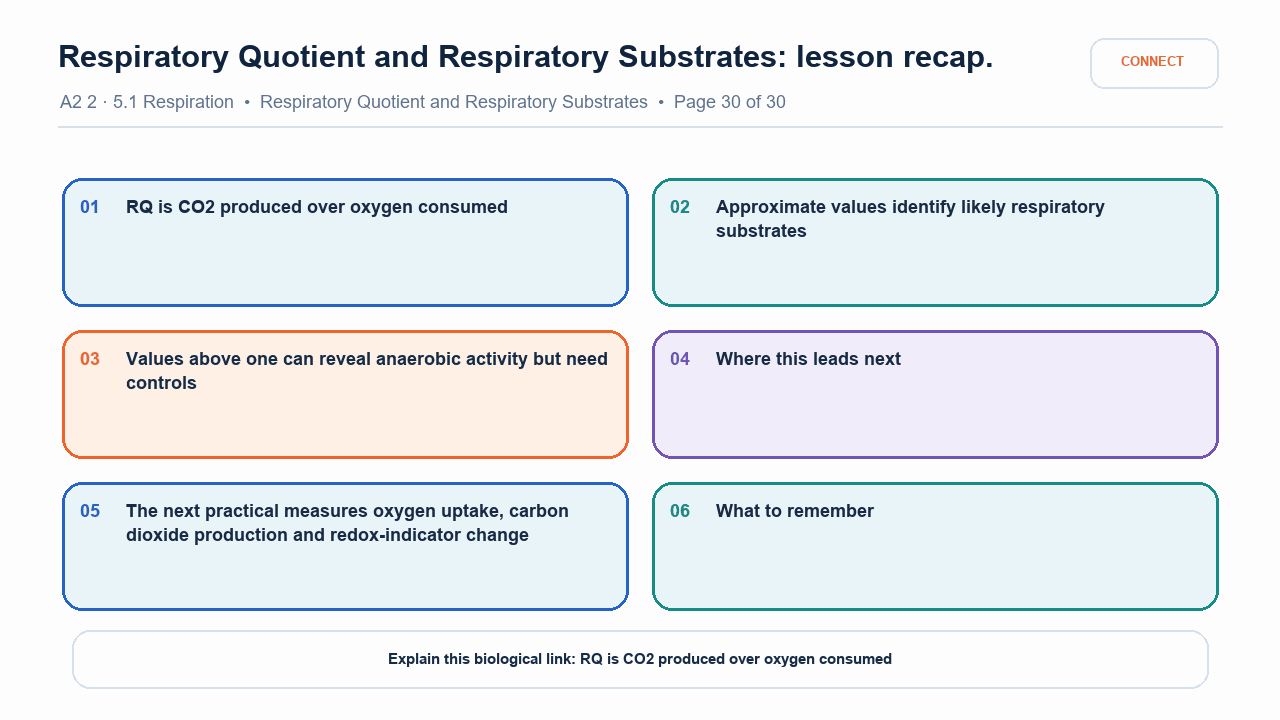 Respiratory Quotient and Respiratory Substrates: lesson recap.
CONNECT
A2 2 · 5.1 Respiration • Respiratory Quotient and Respiratory Substrates • Page 30 of 30
01 RQ is CO2 produced over oxygen consumed
02 Approximate values identify likely respiratory
substrates
03 Values above one can reveal anaerobic activity but need
controls
04 Where this leads next
05 The next practical measures oxygen uptake, carbon
dioxide production and redox-indicator change
06 What to remember
Explain this biological link: RQ is CO2 produced over oxygen consumed